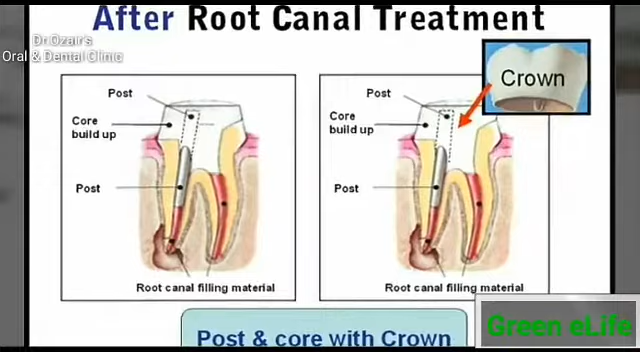 After Root Canal Treatment
Dr.Ozair's
Oral & Dental Clinic
Post
Core
build up
Post
Root canal filling material
Post
Core
build up
Post
Root canal filling material
Crown
Post & core with Crown
Green eLife